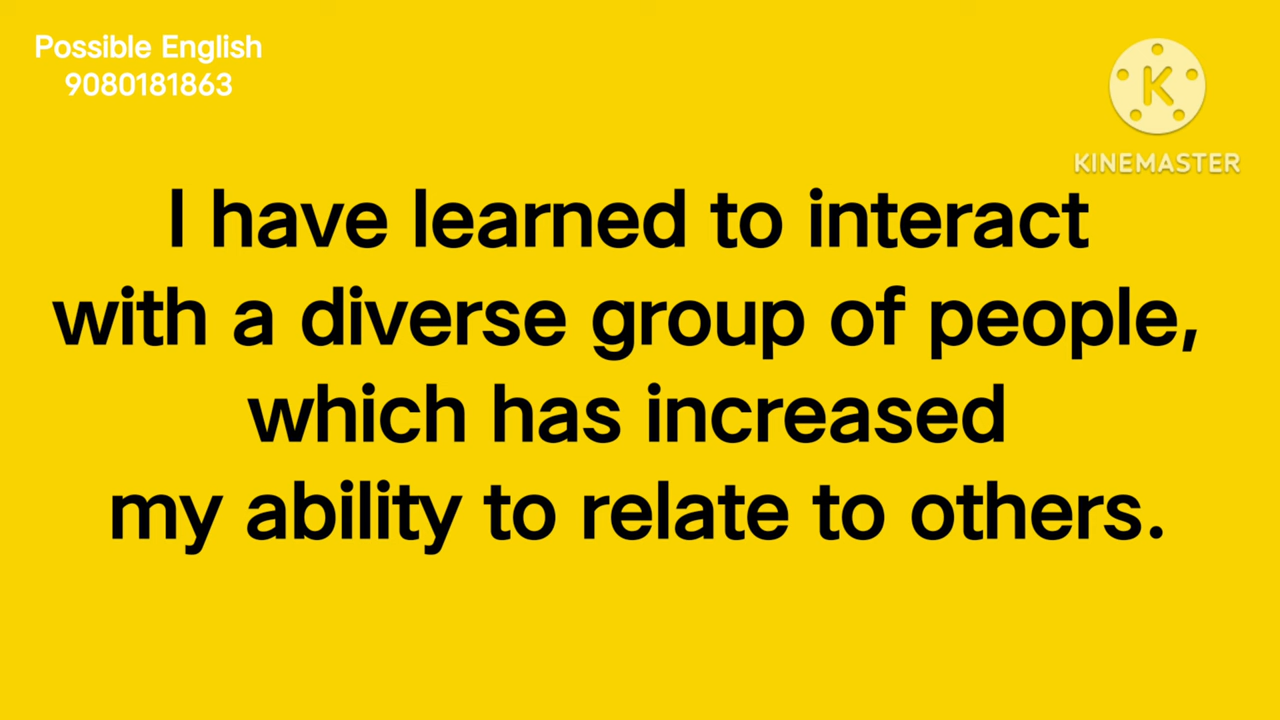 Possible English
9080181863
K
KINEMASTER
I have learned to interact
with a diverse group of people,
which has increased
my ability to relate to others.